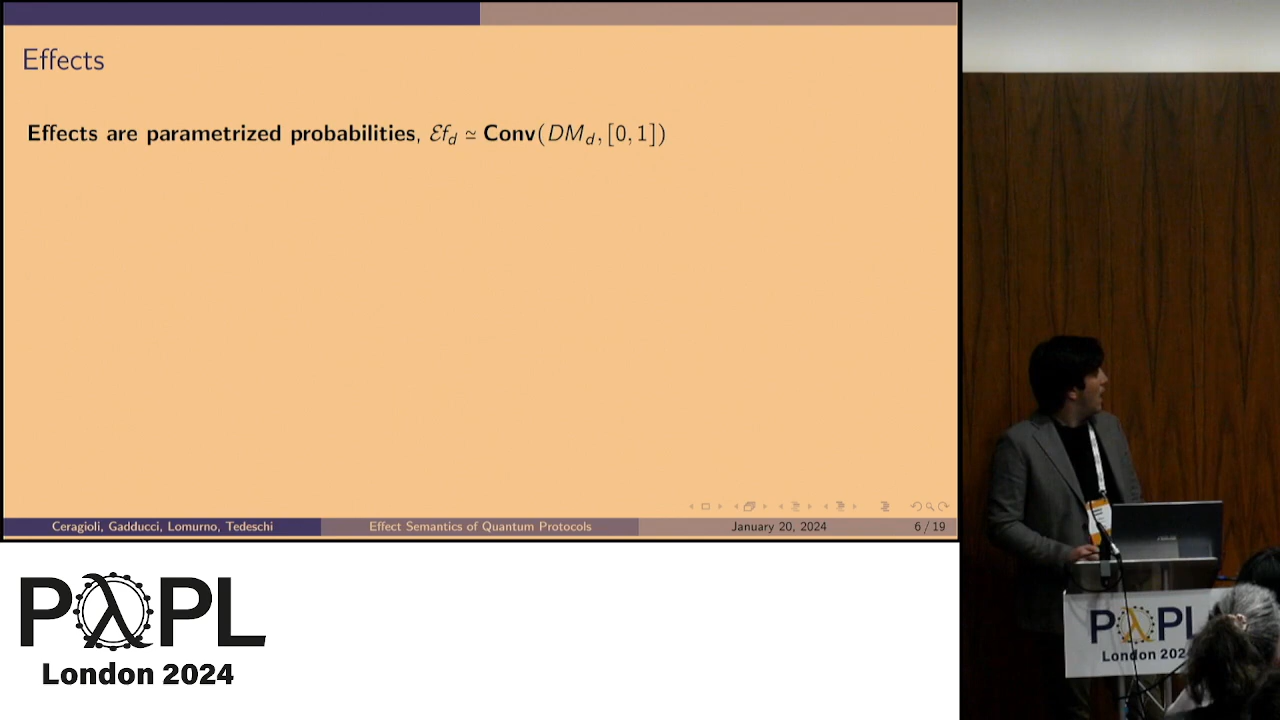 Effects
Effects are parametrized probabilities, ℰf_d ≃ Conv(DM_d, [0, 1])
Ceragioli, Gadducci, Lomurno, Tedeschi
Effect Semantics of Quantum Protocols
January 20, 2024
6 / 19
PλPL
London 2024
PλPL
London 202